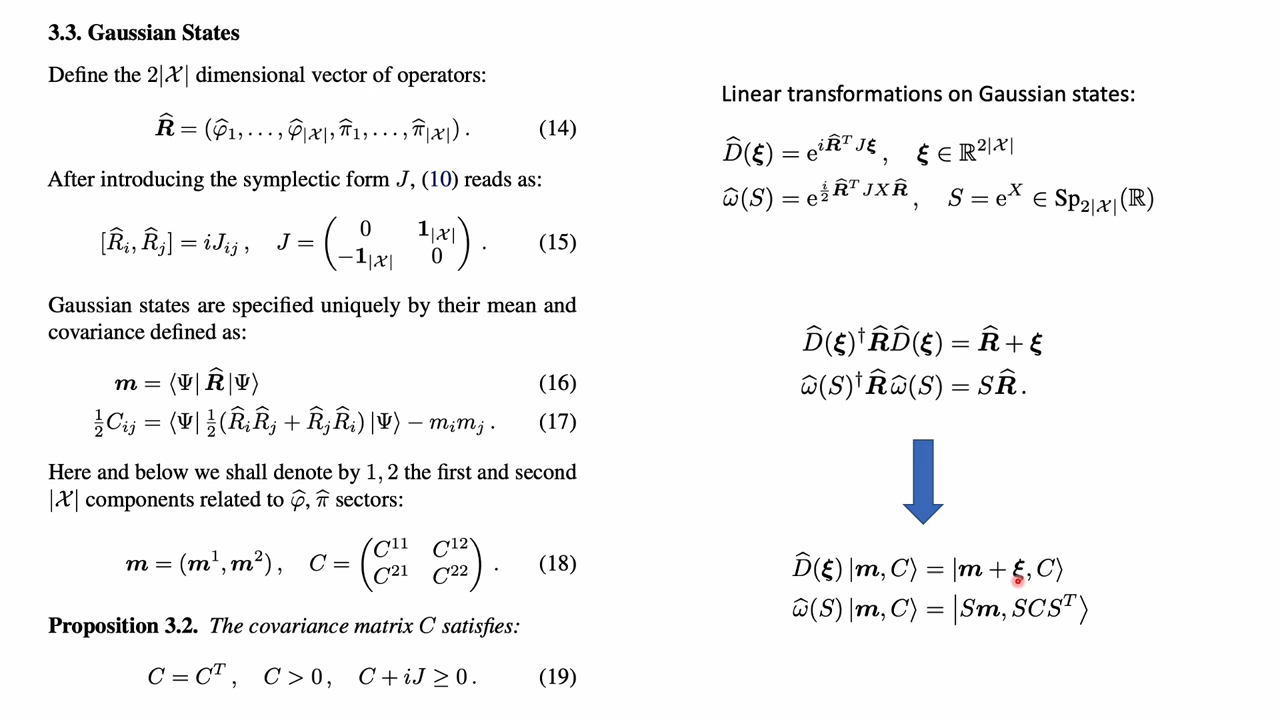 3.3. Gaussian States
Define the 2|𝒳| dimensional vector of operators:
R̂ = (φ̂₁, . . . , φ̂_{|𝒳|}, π̂₁, . . . , π̂_{|𝒳|}) . (14)
After introducing the symplectic form J, (10) reads as:
[R̂ᵢ, R̂ⱼ] = iJᵢⱼ , J = ( 0 1_{|𝒳|} ; −1_{|𝒳|} 0 ) . (15)
Gaussian states are specified uniquely by their mean and
covariance defined as:
m = ⟨Ψ| R̂ |Ψ⟩ (16)
½Cᵢⱼ = ⟨Ψ| ½(R̂ᵢR̂ⱼ + R̂ⱼR̂ᵢ) |Ψ⟩ − mᵢmⱼ . (17)
Here and below we shall denote by 1, 2 the first and second
|𝒳| components related to φ̂, π̂ sectors:
m = (m¹, m²) , C = ( C¹¹ C¹² ; C²¹ C²² ) . (18)
Proposition 3.2. The covariance matrix C satisfies:
C = Cᵀ , C > 0 , C + iJ ≥ 0 . (19)
Linear transformations on Gaussian states:
D̂(ξ) = e^{iR̂ᵀJξ} , ξ ∈ ℝ^{2|𝒳|}
ω̂(S) = e^{(i/2)R̂ᵀJXR̂} , S = e^X ∈ Sp_{2|𝒳|}(ℝ)
D̂(ξ)†R̂D̂(ξ) = R̂ + ξ
ω̂(S)†R̂ω̂(S) = SR̂ .
D̂(ξ) |m, C⟩ = |m + ξ, C⟩
ω̂(S) |m, C⟩ = |Sm, SCSᵀ⟩